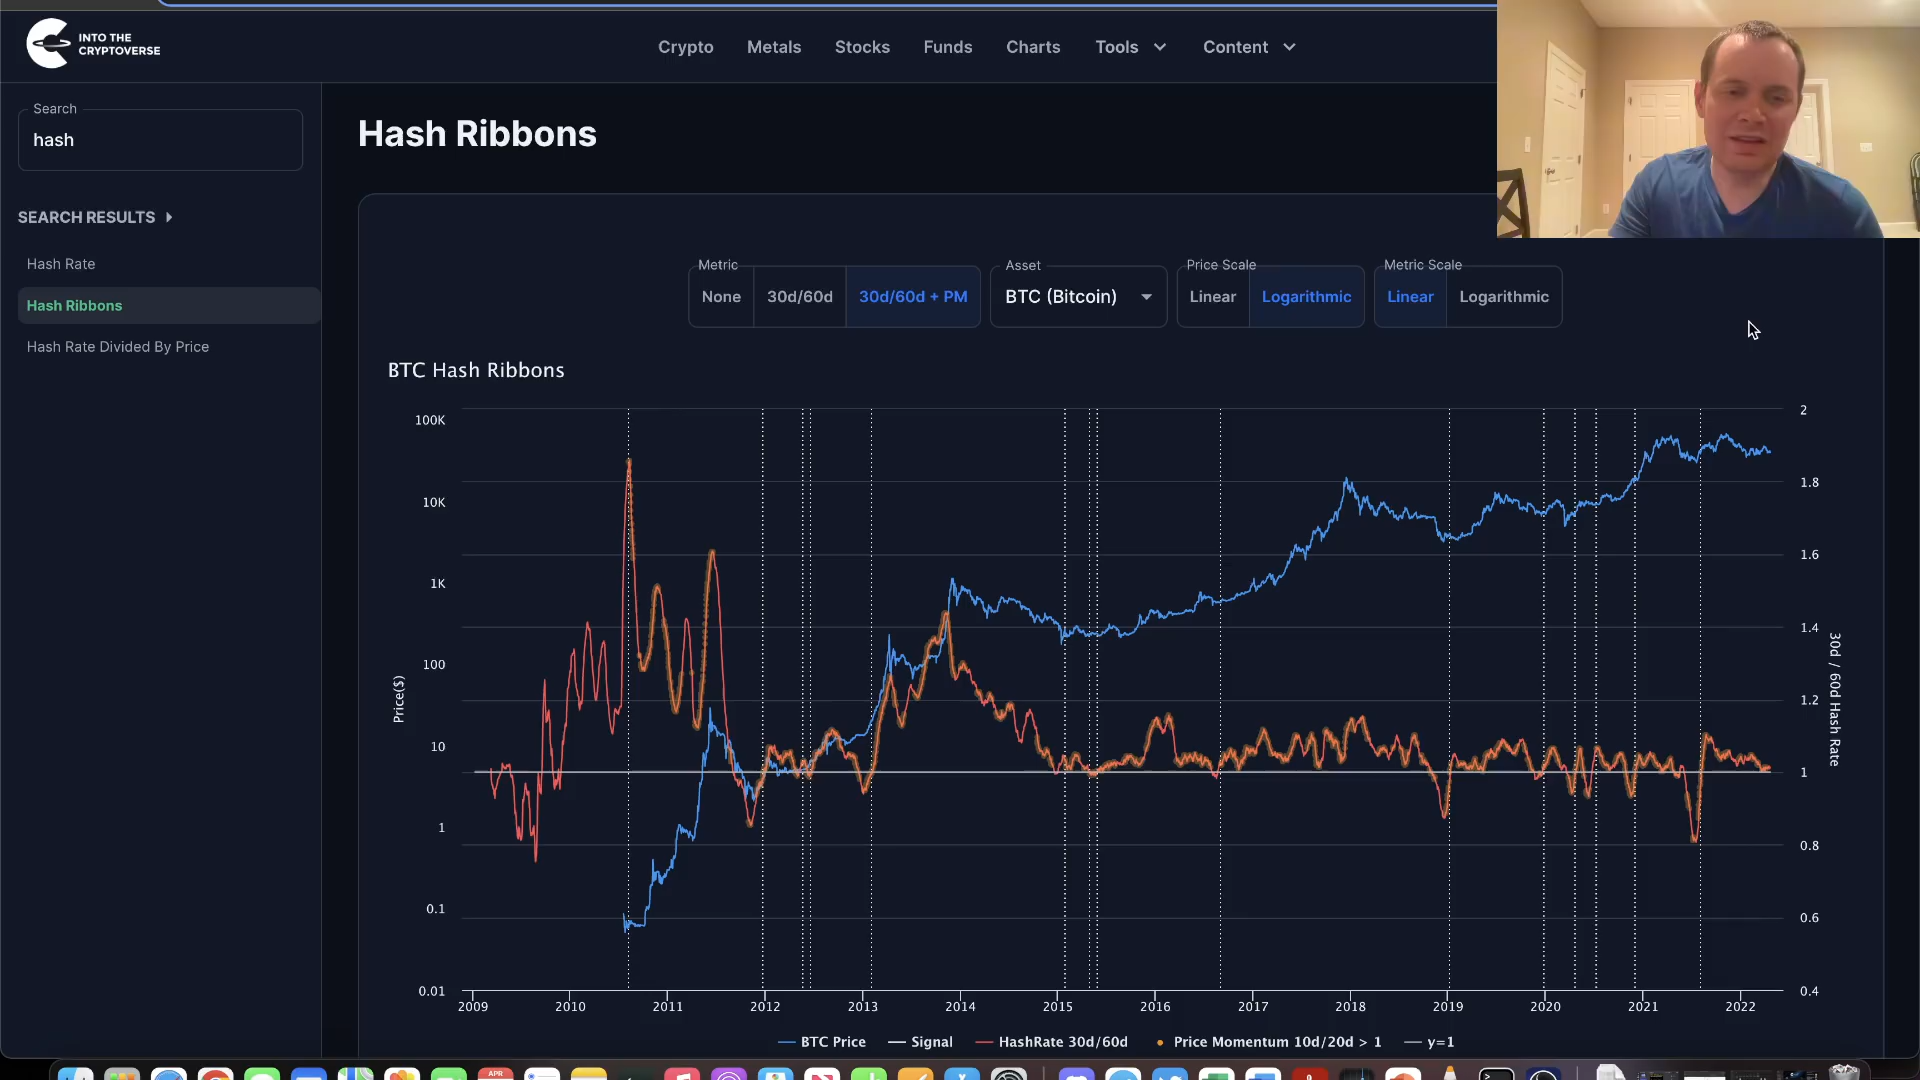 INTO THE
CRYPTOVERSE
Crypto
Metals
Stocks
Funds
Charts
Tools
Content
Search
hash
SEARCH RESULTS
Hash Rate
Hash Ribbons
Hash Rate Divided By Price
Hash Ribbons
Metric
None
30d/60d
30d/60d + PM
Asset
BTC (Bitcoin)
Price Scale
Linear
Logarithmic
Metric Scale
Linear
Logarithmic
BTC Hash Ribbons
100K
10K
1K
100
10
1
0.1
0.01
Price($)
2
1.8
1.6
1.4
1.2
1
0.8
0.6
0.4
30d / 60d Hash Rate
2009
2010
2011
2012
2013
2014
2015
2016
2017
2018
2019
2020
2021
2022
BTC Price
Signal
HashRate 30d/60d
Price Momentum 10d/20d > 1
y=1
APR